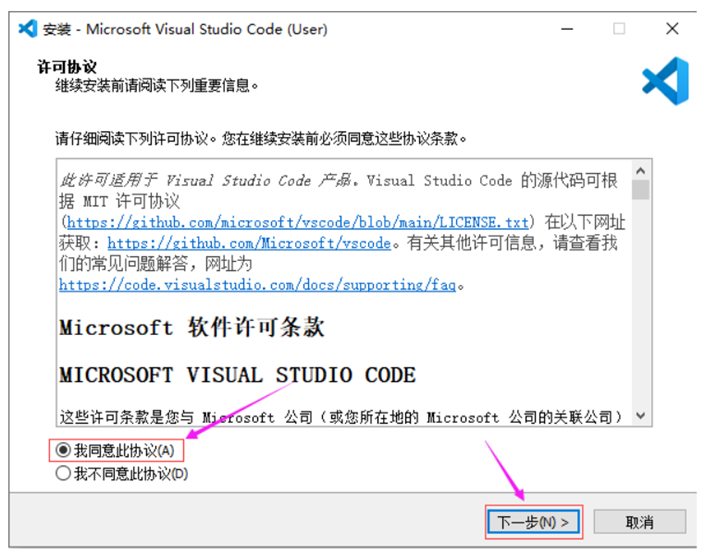 安装 - Microsoft Visual Studio Code (User)
许可协议
继续安装前请阅读下列重要信息。
请仔细阅读下列许可协议。您在继续安装前必须同意这些协议条款。
此许可适用于 Visual Studio Code 产品。Visual Studio Code 的源代码可根
据 MIT 许可协议
(https://github.com/microsoft/vscode/blob/main/LICENSE.txt) 在以下网址
获取：https://github.com/Microsoft/vscode。有关其他许可信息，请查看我
们的常见问题解答，网址为
https://code.visualstudio.com/docs/supporting/faq。
Microsoft 软件许可条款
MICROSOFT VISUAL STUDIO CODE
这些许可条款是您与 Microsoft 公司（或您所在地的 Microsoft 公司的关联公司）
我同意此协议(A)
我不同意此协议(D)
下一步(N) >
取消